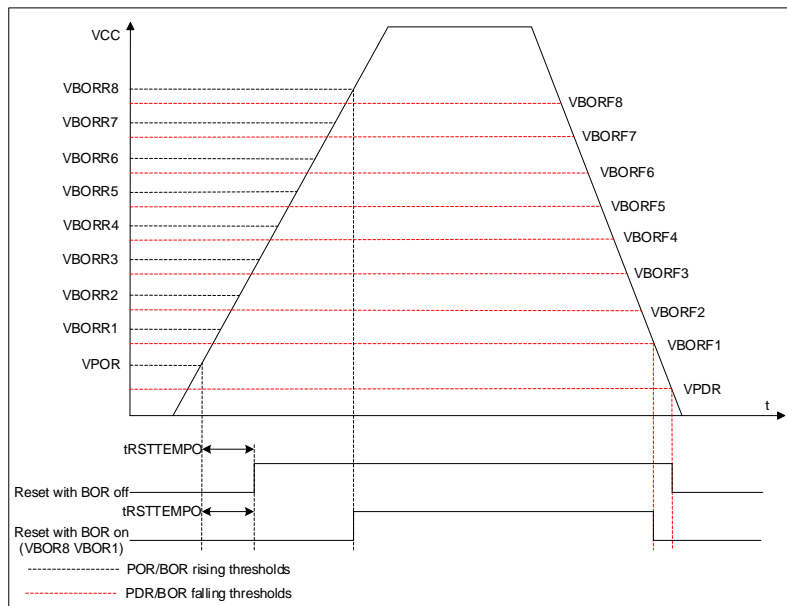 VCC
VBORR8
VBORF8
VBORR7
VBORF7
VBORR6
VBORF6
VBORR5
VBORF5
VBORR4
VBORF4
VBORR3
VBORF3
VBORR2
VBORF2
VBORR1
VBORF1
VPOR
VPDR
t
tRSTTEMPO
Reset with BOR off
tRSTTEMPO
Reset with BOR on
(VBOR8 VBOR1)
POR/BOR rising thresholds
PDR/BOR falling thresholds